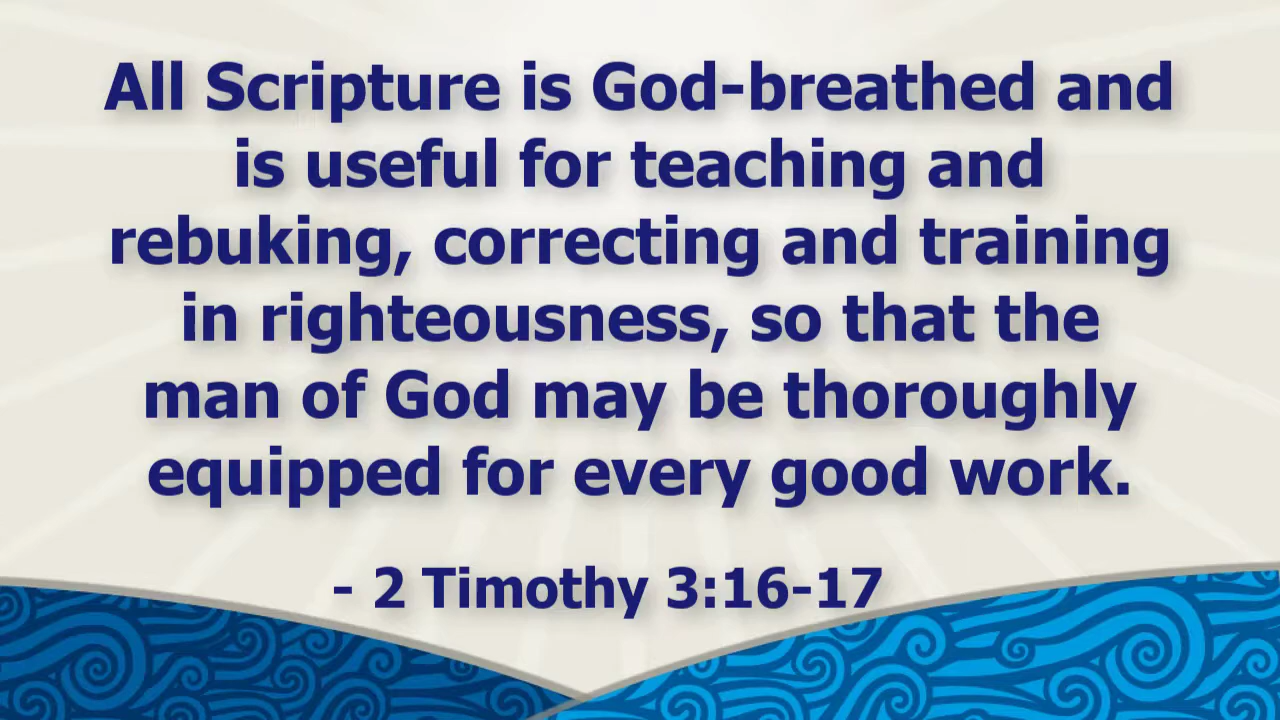 All Scripture is God-breathed and
is useful for teaching and
rebuking, correcting and training
in righteousness, so that the
man of God may be thoroughly
equipped for every good work.
- 2 Timothy 3:16-17